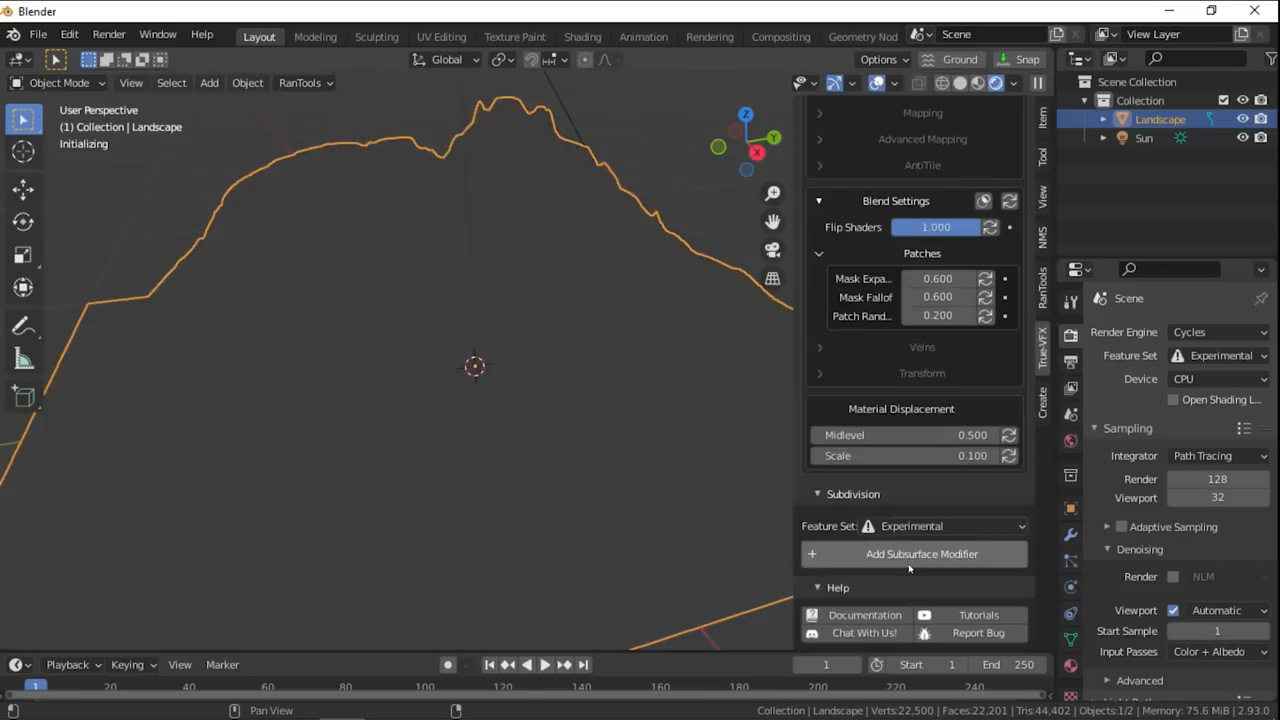 Blender
File Edit Render Window Help
Layout Modeling Sculpting UV Editing Texture Paint Shading Animation Rendering Compositing Geometry Nod
Scene
View Layer
Global
Options
Ground
Snap
Object Mode View Select Add Object RanTools
User Perspective
(1) Collection | Landscape
Initializing
Z
Y
X
Mapping
Advanced Mapping
AntiTile
Blend Settings
Flip Shaders 1.000
Patches
Mask Expa... 0.600
Mask Fallof 0.600
Patch Rand... 0.200
Veins
Transform
Material Displacement
Midlevel 0.500
Scale 0.100
Subdivision
Feature Set: Experimental
Add Subsurface Modifier
Help
Documentation Tutorials
Chat With Us! Report Bug
Item
Tool
View
NMS
RanTools
True-VFX
Create
Scene Collection
Collection
Landscape
Sun
Scene
Render Engine Cycles
Feature Set Experimental
Device CPU
Open Shading L...
Sampling
Integrator Path Tracing
Render 128
Viewport 32
Adaptive Sampling
Denoising
Render NLM
Viewport Automatic
Start Sample 1
Input Passes Color + Albedo
Advanced
Playback Keying View Marker
1 Start 1 End 250
1 20 40 60 80 100 120 140 160 180 200 220 240
Pan View
Collection | Landscape | Verts:22,500 | Faces:22,201 | Tris:44,402 | Objects:1/2 | Memory: 75.6 MiB | 2.93.0